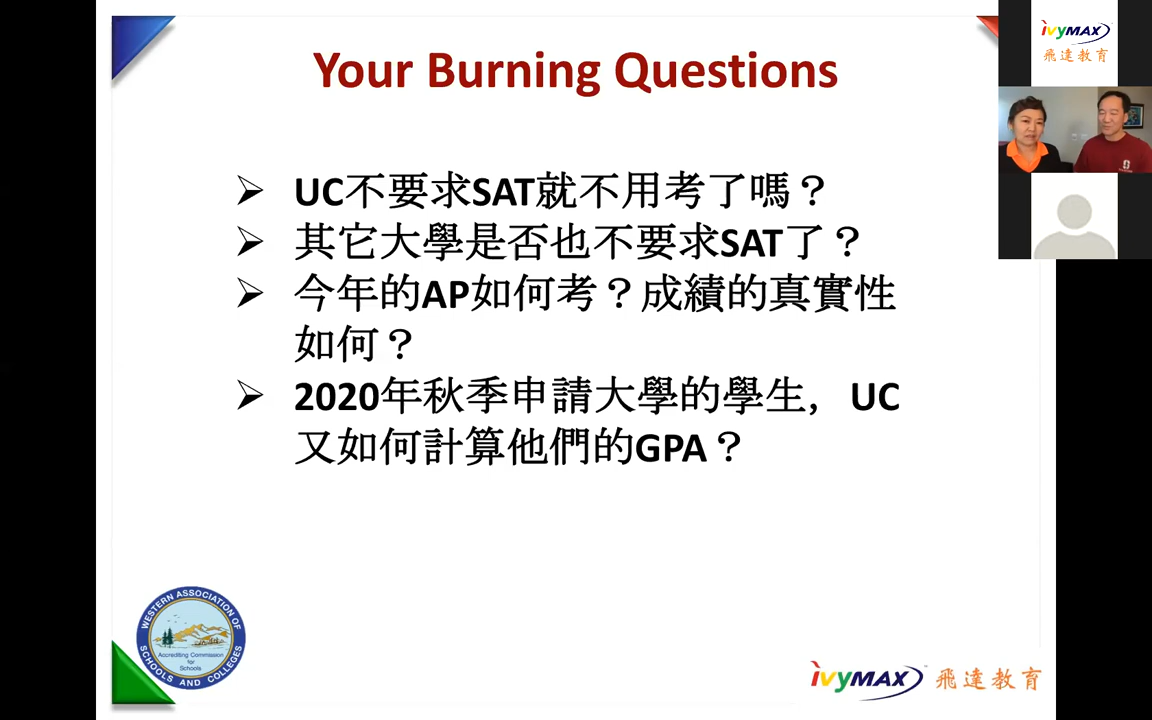 Your Burning Questions
ivyMAX
飛達教育
UC不要求SAT就不用考了嗎？
其它大學是否也不要求SAT了？
今年的AP如何考？成績的真實性
如何？
2020年秋季申請大學的學生，UC
又如何計算他們的GPA？
WESTERN ASSOCIATION OF
SCHOOLS AND COLLEGES
Accrediting Commission
for
Schools
ivyMAX 飛達教育